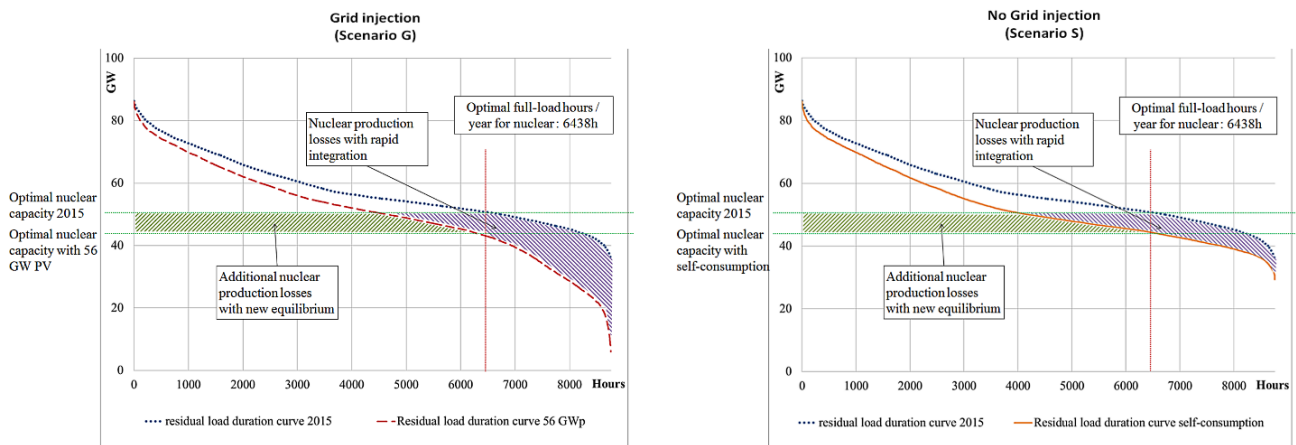 Grid injection
(Scenario G)
100
GW
80
60
40
20
0
0
1000
2000
3000
4000
5000
6000
7000
8000
Hours
Optimal nuclear
capacity 2015
Optimal nuclear
capacity with 56
GW PV
Nuclear production
losses with rapid
integration
Optimal full-load hours /
year for nuclear : 6438h
Additional nuclear
production losses
with new equilibrium
residual load duration curve 2015
Residual load duration curve 56 GWp
No Grid injection
(Scenario S)
100
GW
80
60
40
20
0
0
1000
2000
3000
4000
5000
6000
7000
8000
Hours
Optimal nuclear
capacity 2015
Optimal nuclear
capacity with
self-consumption
Nuclear production
losses with rapid
integration
Optimal full-load hours /
year for nuclear : 6438h
Additional nuclear
production losses
with new equilibrium
residual load duration curve 2015
Residual load duration curve self-consumption